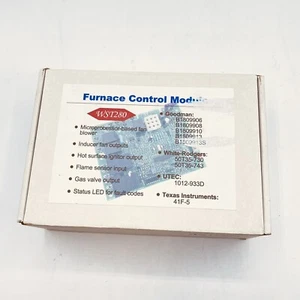 Furnace Control Module
WST280
• Microprocessor-based fan
blower
• Inducer fan outputs
• Hot surface ignitor output
• Flame sensor input
• Gas valve output
• Status LED for fault codes
• Goodman:
B1809906
B1809908
B1809910
B1809913
B1809913S
• White-Rodgers:
50T35-730
50T35-743
• UTEC:
1012-933D
• Texas Instruments:
41F-5